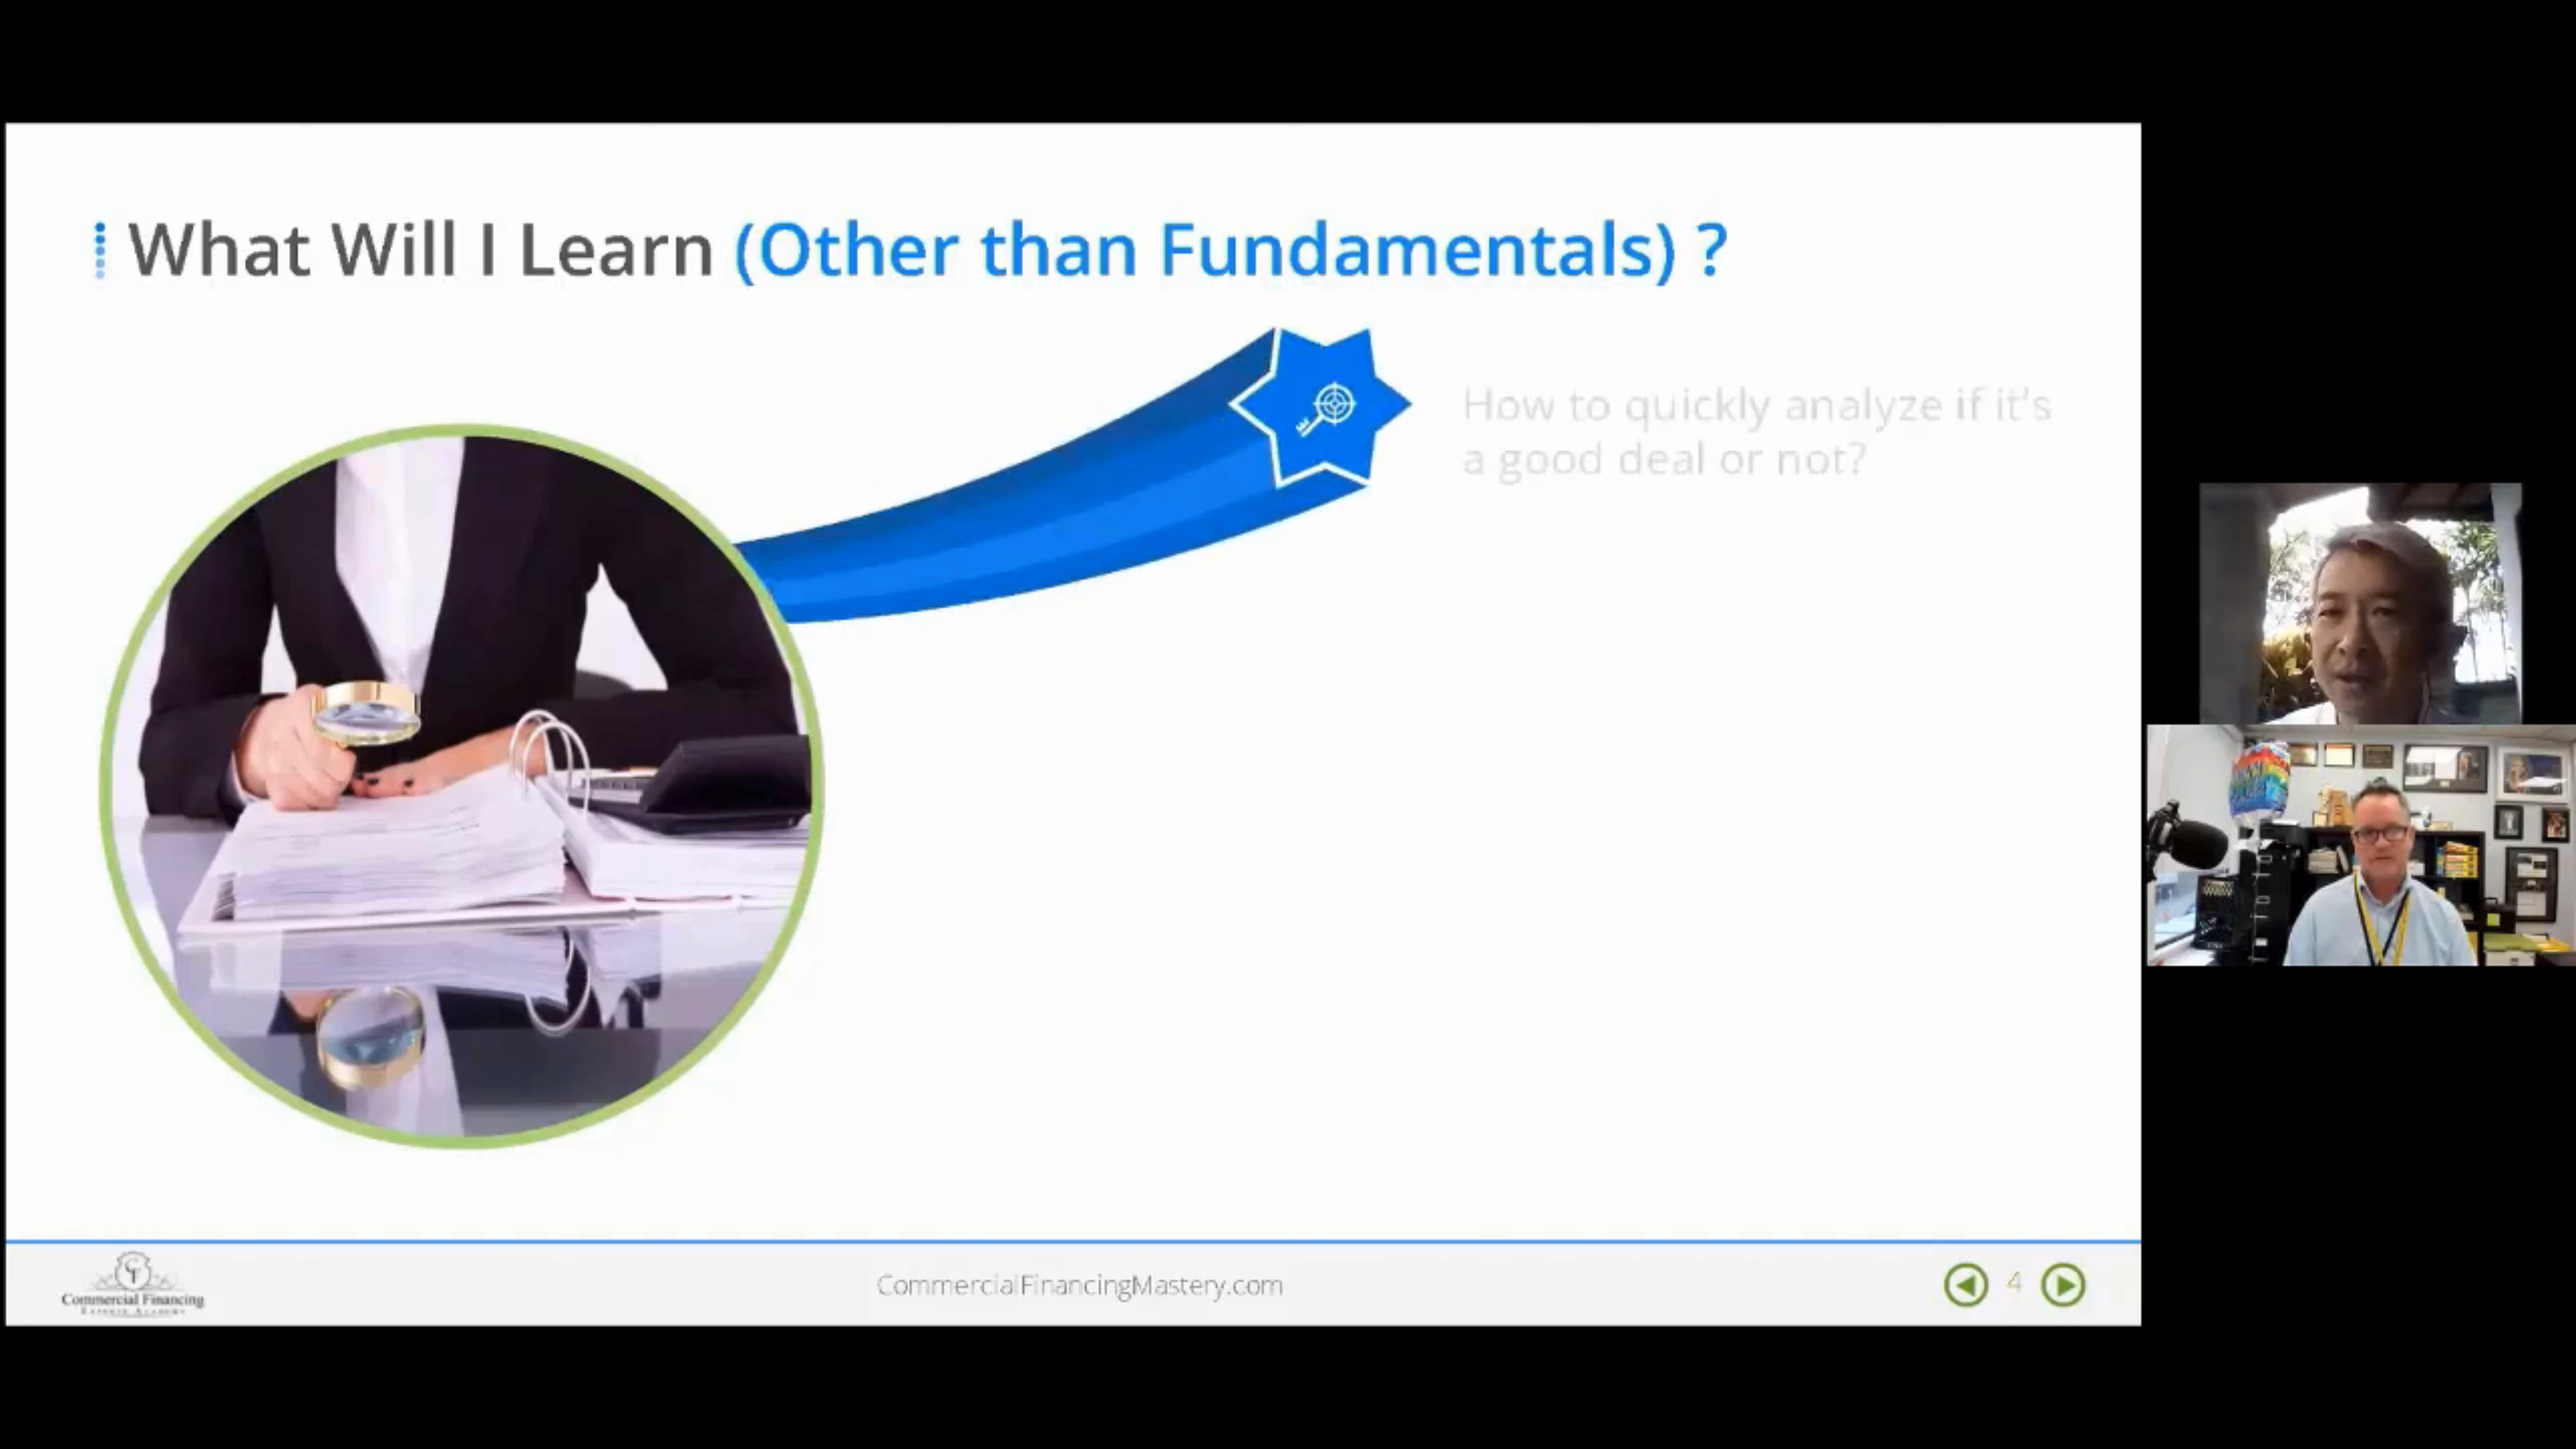 What Will I Learn (Other than Fundamentals) ?
How to quickly analyze if it's
a good deal or not?
CF
Commercial Financing
CommercialFinancingMastery.com
4